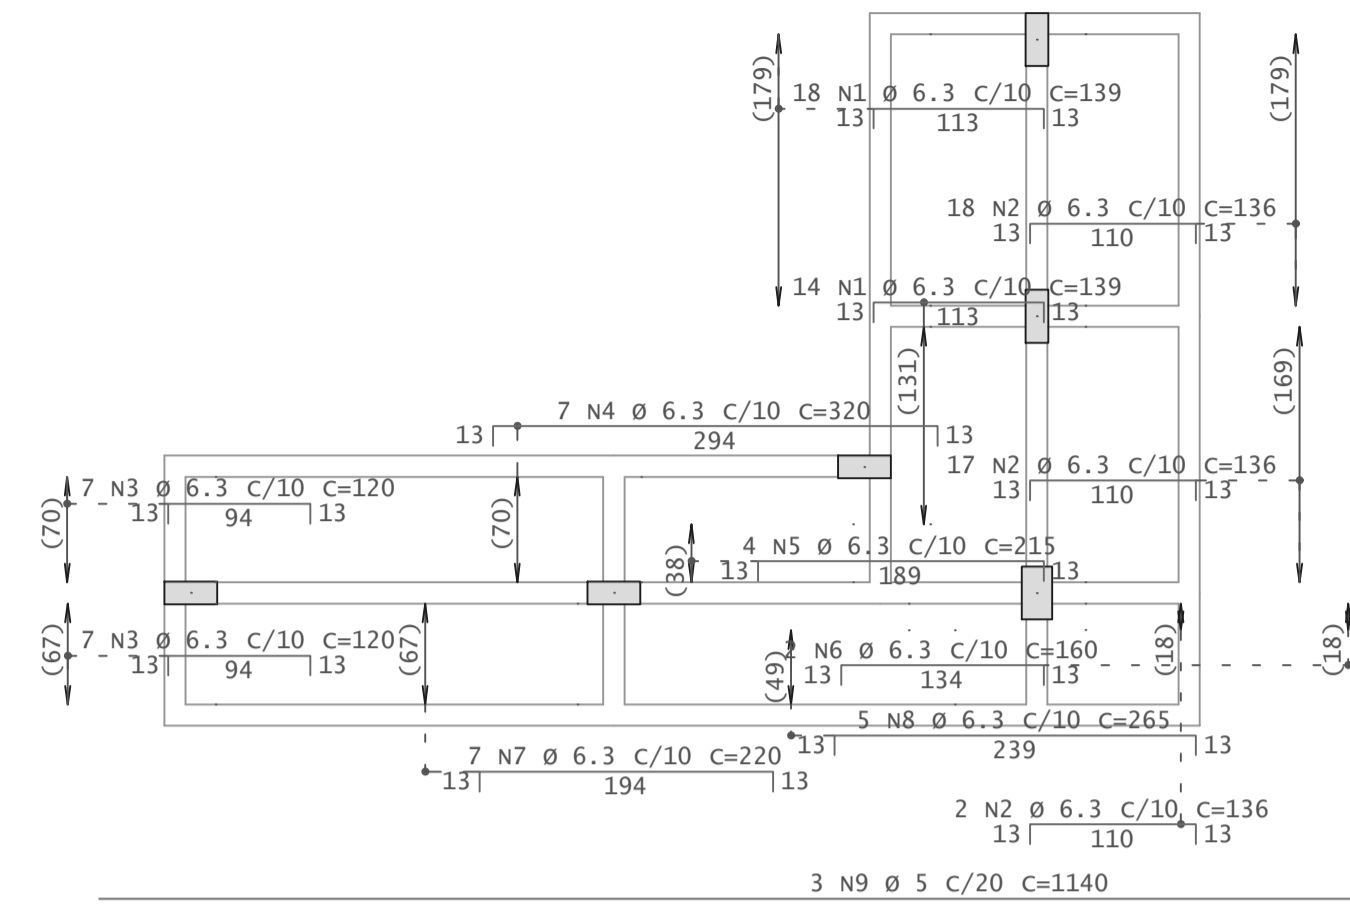 (179)
18 N1 Ø 6.3 C/10 C=139
13 113 13
(179)
18 N2 Ø 6.3 C/10 C=136
13 110 13
14 N1 Ø 6.3 C/10 C=139
13 113 13
(131)
(169)
7 N4 Ø 6.3 C/10 C=320
13 294 13
17 N2 Ø 6.3 C/10 C=136
13 110 13
7 N3 Ø 6.3 C/10 C=120
13 94 13
(70)
(70)
(38)
4 N5 Ø 6.3 C/10 C=215
13 189 13
7 N3 Ø 6.3 C/10 C=120
13 94 13
(67)
(67)
(49)
N6 Ø 6.3 C/10 C=160
13 134 13
(18)
(18)
5 N8 Ø 6.3 C/10 C=265
13 239 13
7 N7 Ø 6.3 C/10 C=220
13 194 13
2 N2 Ø 6.3 C/10 C=136
13 110 13
3 N9 Ø 5 C/20 C=1140